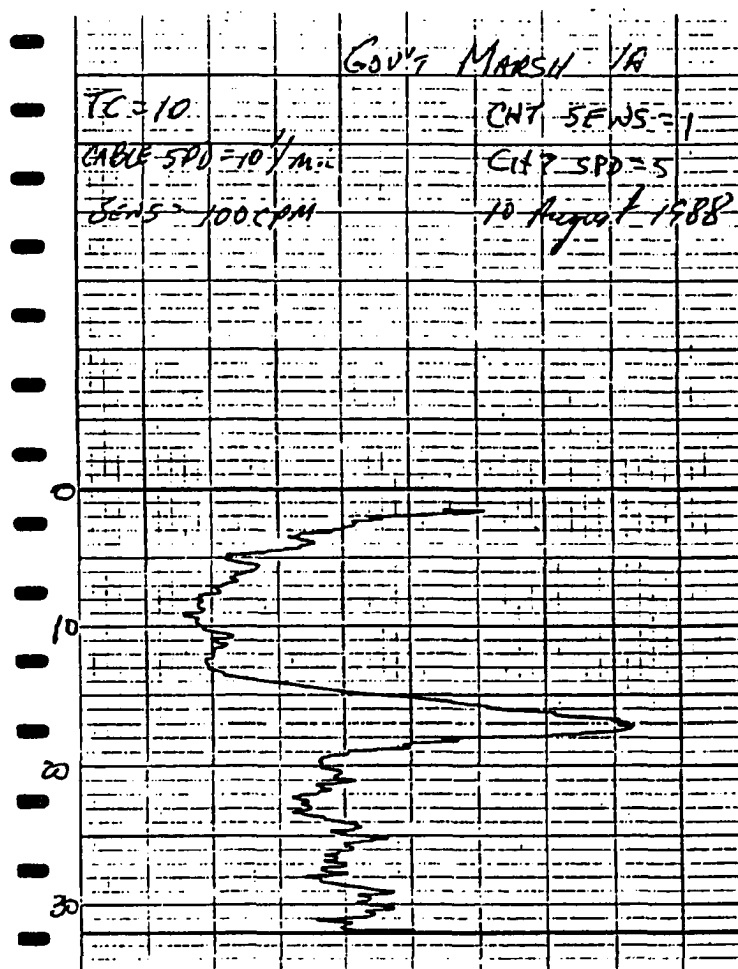 GOV'T MARSH 1A
TC = 10
CHT SENS = 1
CABLE SPD = 10'/Min
CHT SPD = 5
SENS = 100 CPM
10 August 1988
0
10
20
30